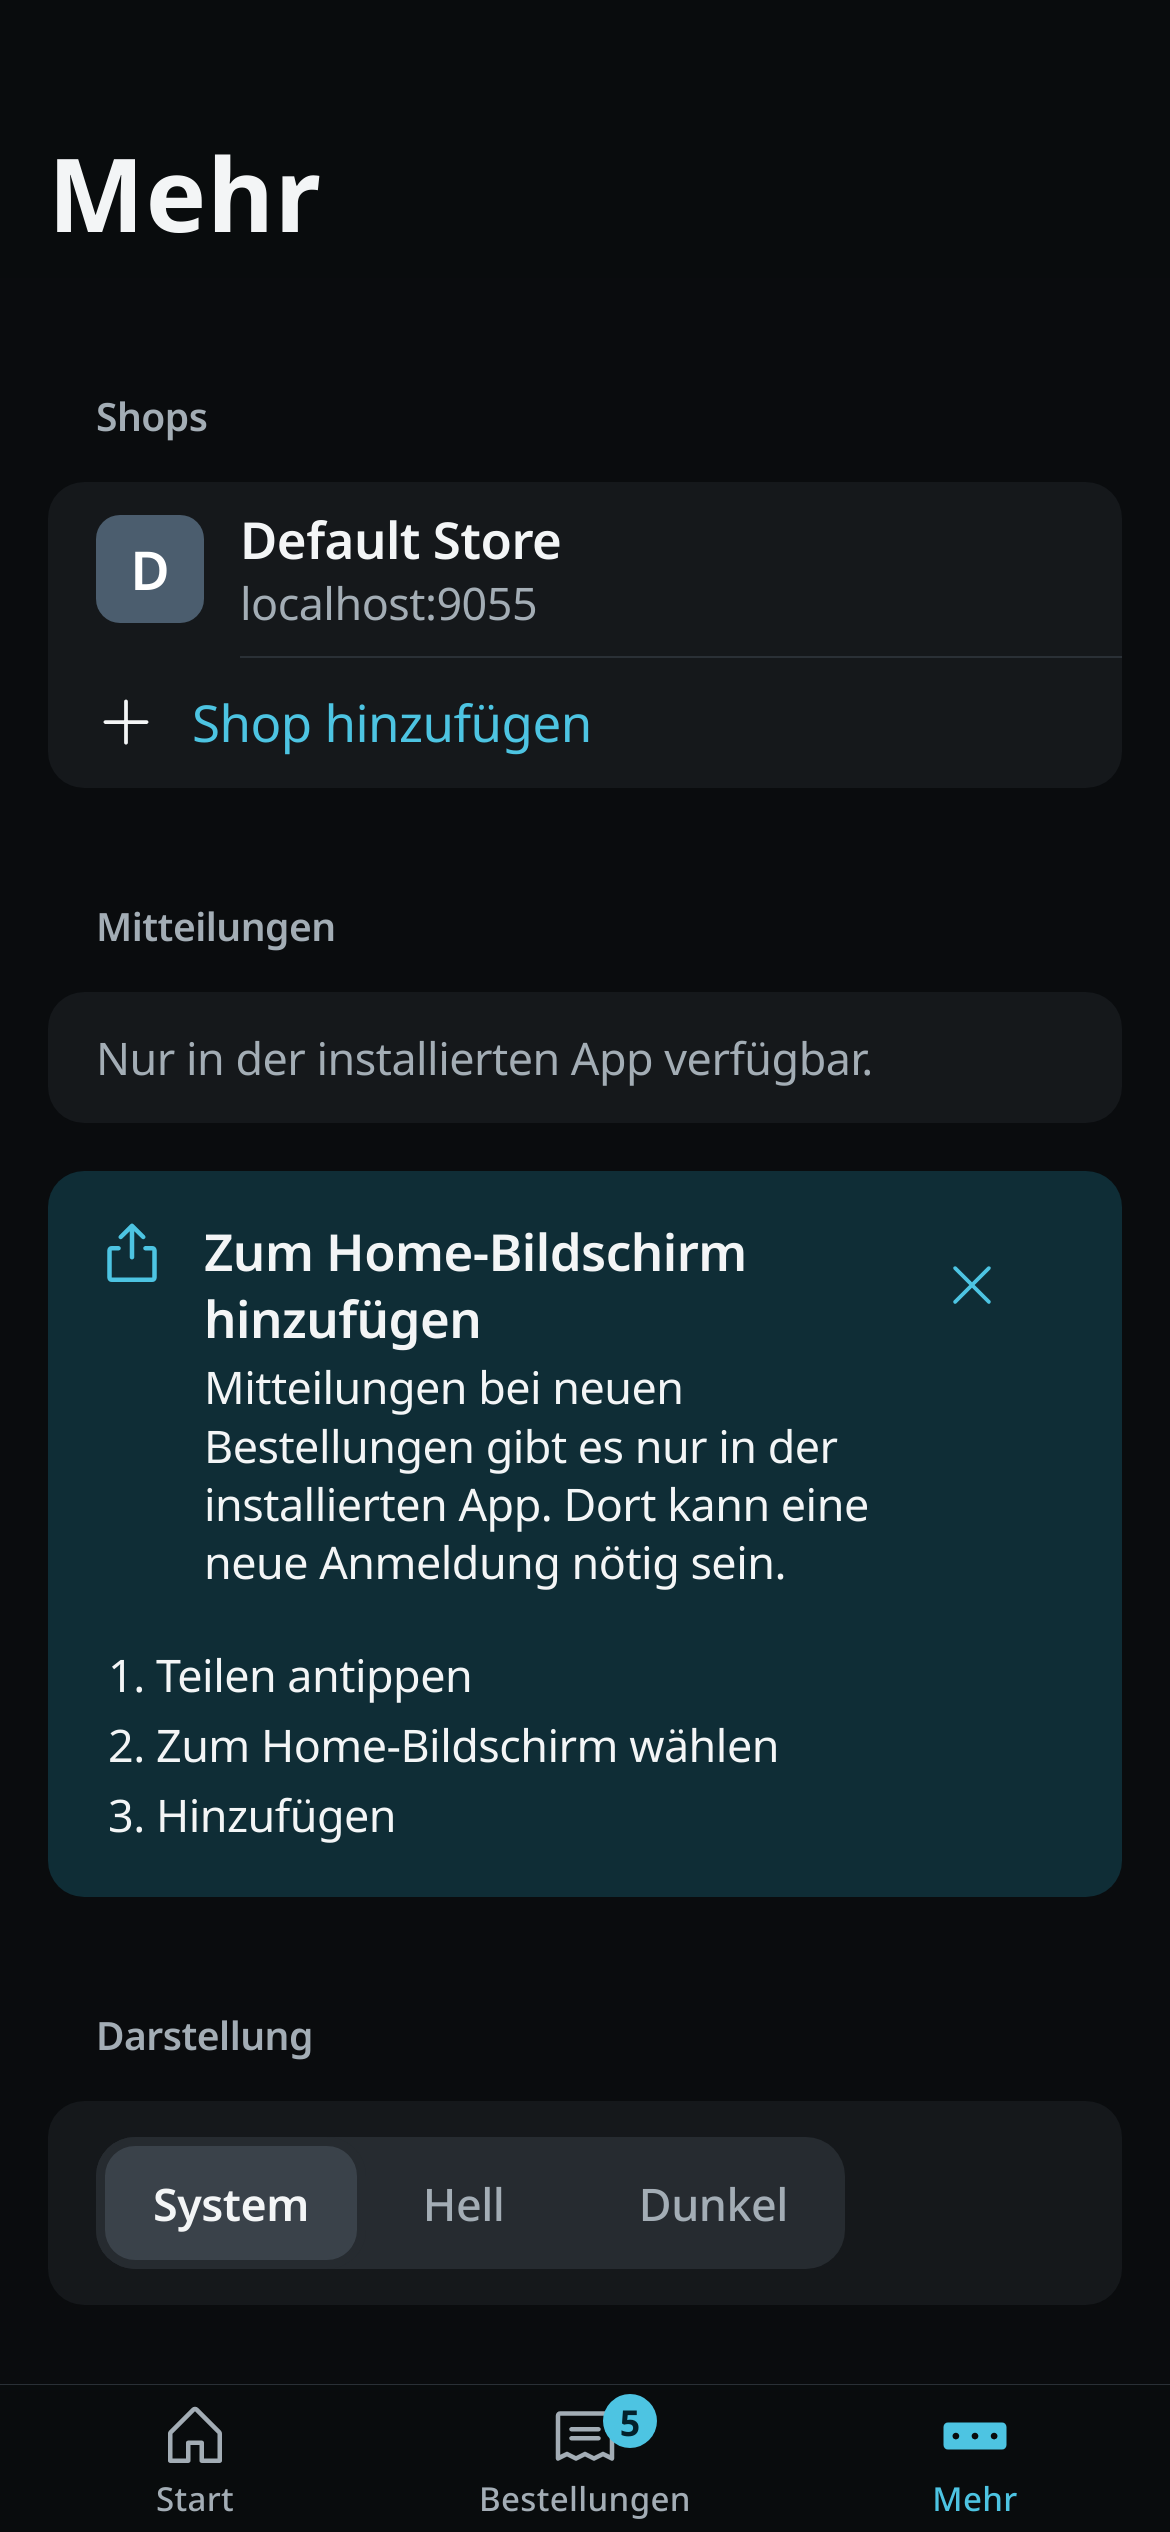 Mehr
Shops
D
Default Store
localhost:9055
Shop hinzufügen
Mitteilungen
Nur in der installierten App verfügbar.
Zum Home-Bildschirm
hinzufügen
Mitteilungen bei neuen
Bestellungen gibt es nur in der
installierten App. Dort kann eine
neue Anmeldung nötig sein.
1. Teilen antippen
2. Zum Home-Bildschirm wählen
3. Hinzufügen
Darstellung
System Hell Dunkel
5
Start Bestellungen Mehr